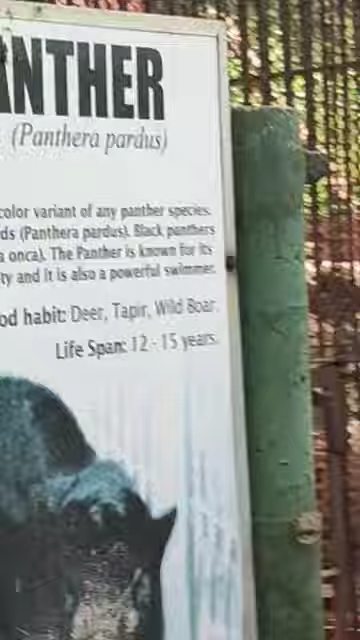 ANTHER
(Panthera pardus)
color variant of any panther species.
ds (Panthera pardus). Black panthers
a onca). The Panther is known for its
ty and it is also a powerful swimmer.
od habit: Deer, Tapir, Wild Boar.
Life Span: 12 - 15 years.